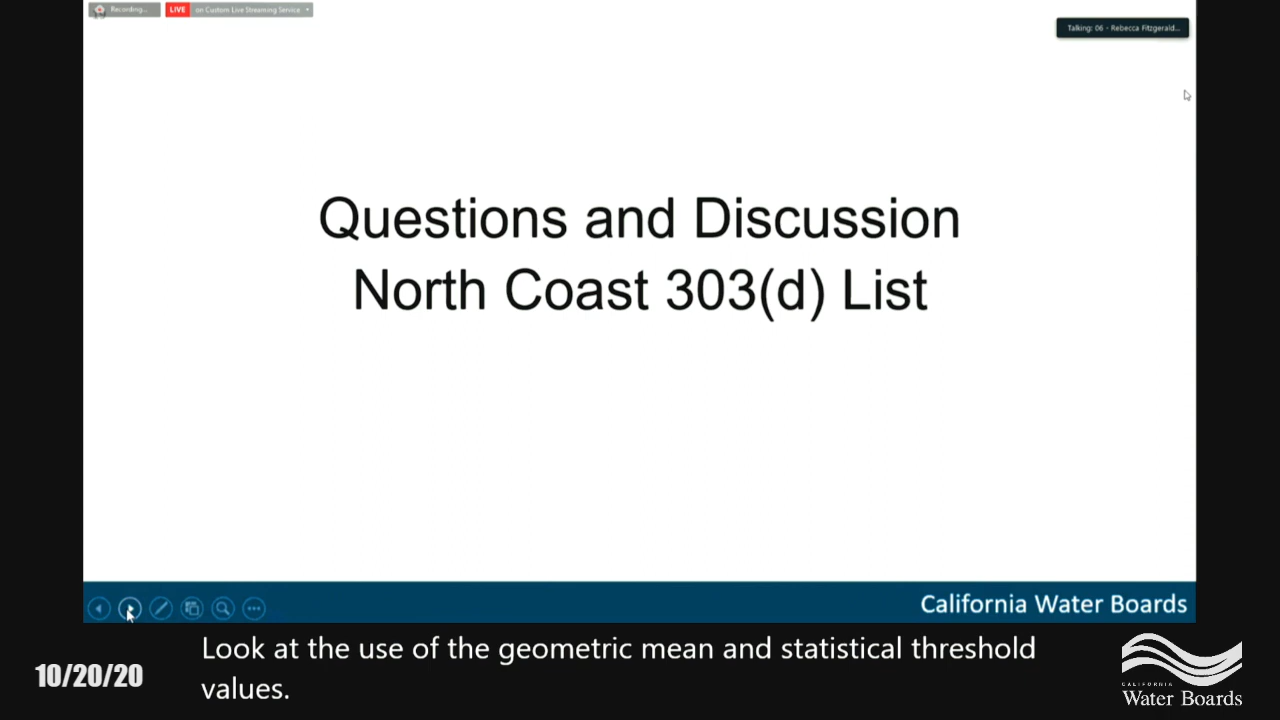 Recording...
LIVE on Custom Live Streaming Service
Talking: 06 - Rebecca Fitzgerald...
Questions and Discussion
North Coast 303(d) List
California Water Boards
Look at the use of the geometric mean and statistical threshold
values.
10/20/20
CALIFORNIA
Water Boards